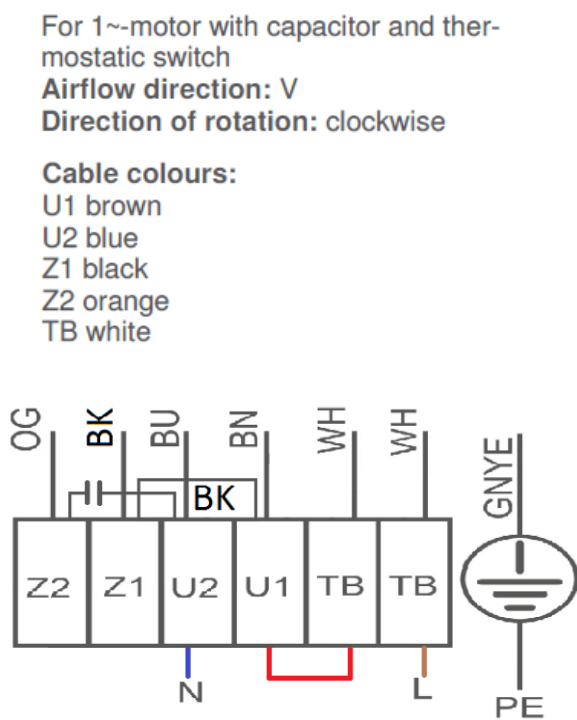 For 1~-motor with capacitor and ther-
mostatic switch
Airflow direction: V
Direction of rotation: clockwise
Cable colours:
U1 brown
U2 blue
Z1 black
Z2 orange
TB white
OG BK BU BN WH WH GNYE
BK
Z2 Z1 U2 U1 TB TB
N L PE